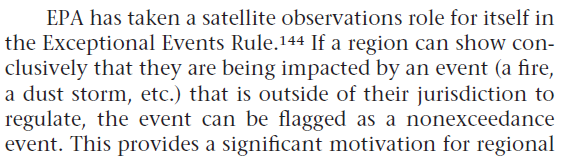 EPA has taken a satellite observations role for itself in
the Exceptional Events Rule.144 If a region can show con-
clusively that they are being impacted by an event (a fire,
a dust storm, etc.) that is outside of their jurisdiction to
regulate, the event can be flagged as a nonexceedance
event. This provides a significant motivation for regional